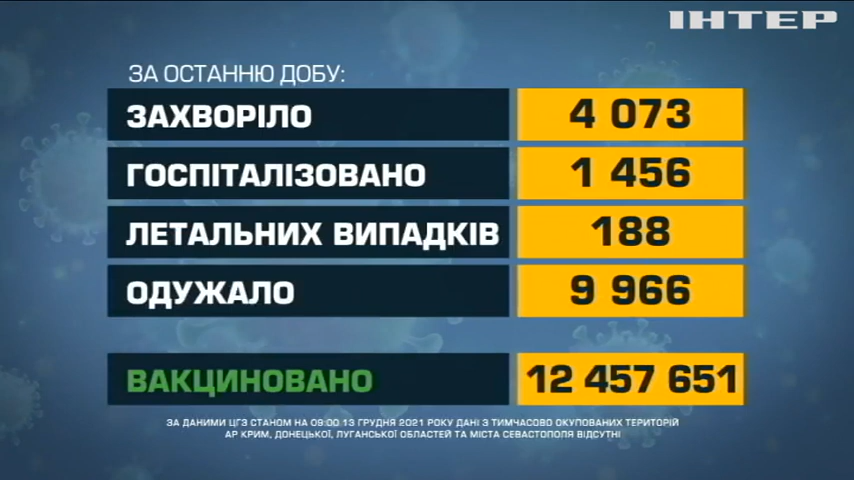 ІНТЕР
ЗА ОСТАННЮ ДОБУ:
ЗАХВОРІЛО 4 073
ГОСПІТАЛІЗОВАНО 1 456
ЛЕТАЛЬНИХ ВИПАДКІВ 188
ОДУЖАЛО 9 966
ВАКЦИНОВАНО 12 457 651
ЗА ДАНИМИ ЦГЗ СТАНОМ НА 09:00 13 ГРУДНЯ 2021 РОКУ ДАНІ З ТИМЧАСОВО ОКУПОВАНИХ ТЕРИТОРІЙ
АР КРИМ, ДОНЕЦЬКОЇ, ЛУГАНСЬКОЇ ОБЛАСТЕЙ ТА МІСТА СЕВАСТОПОЛЯ ВІДСУТНІ